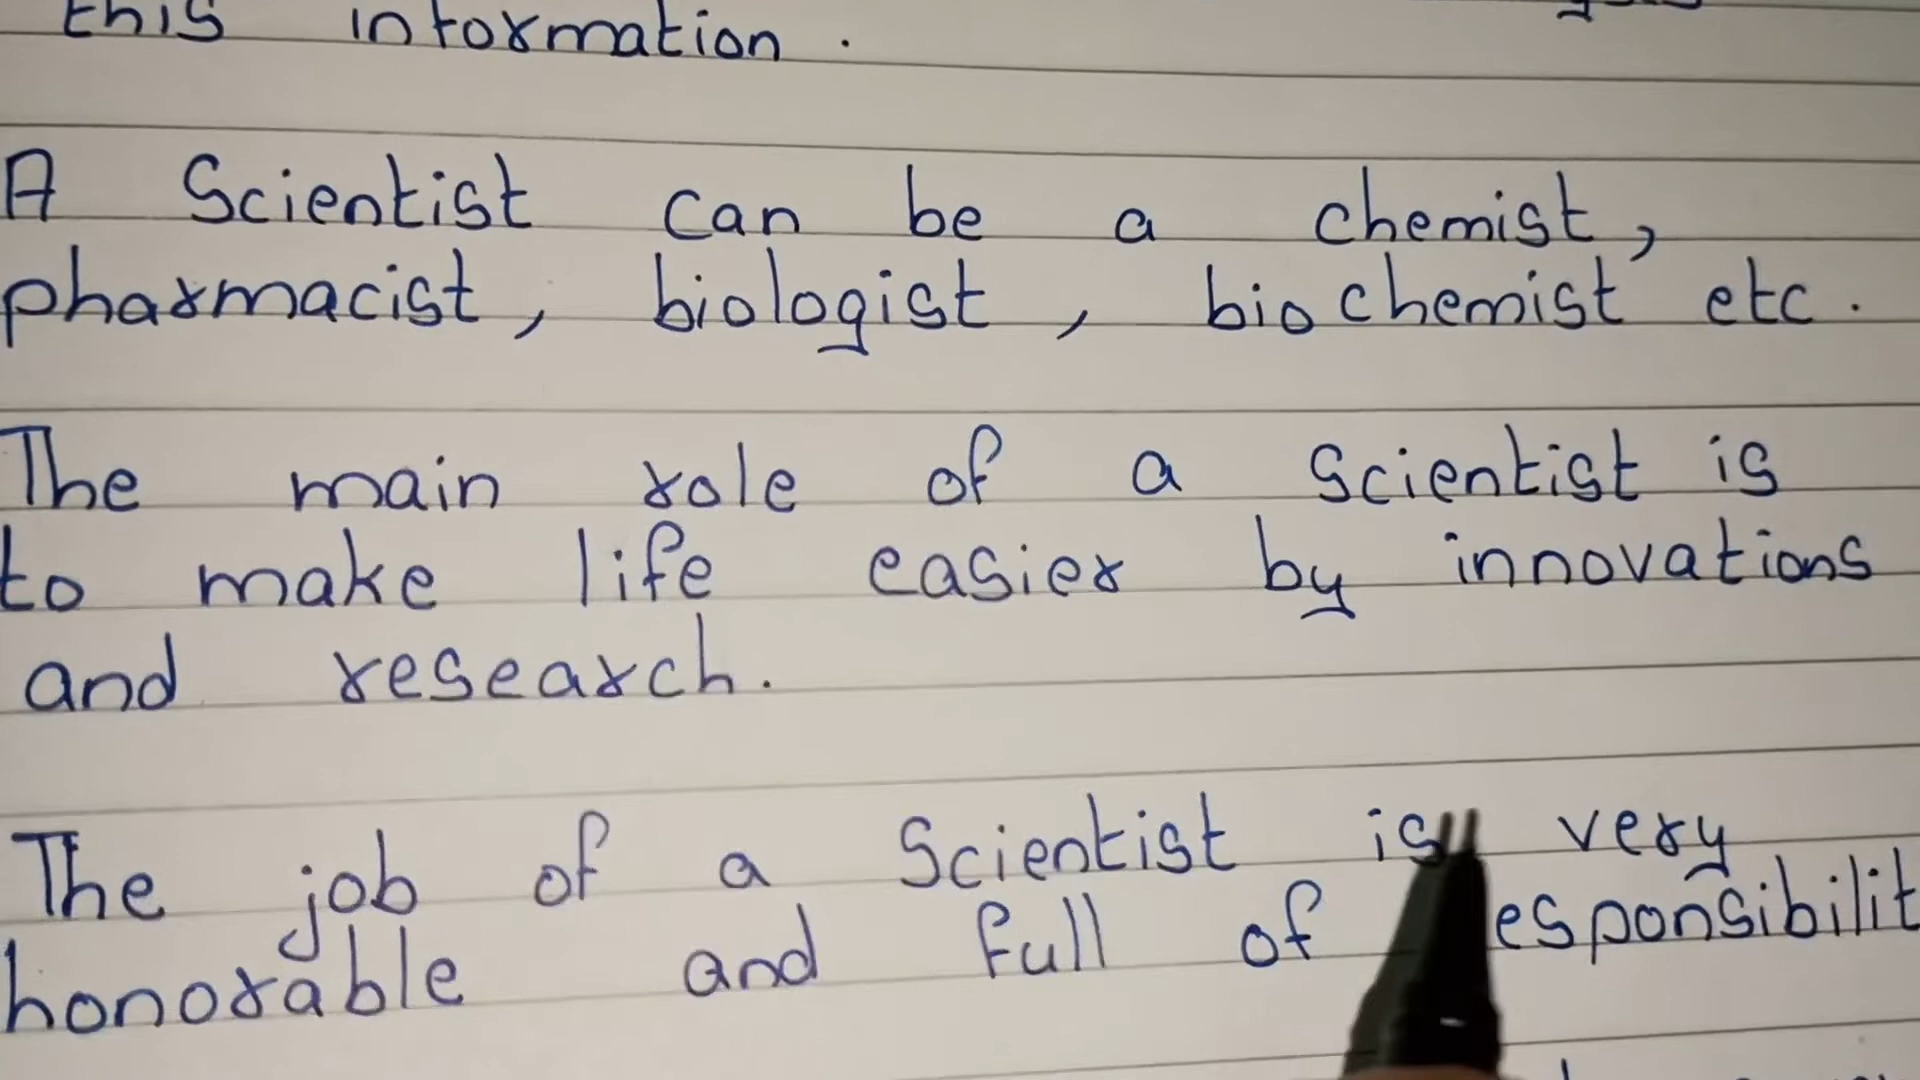 this information.
A Scientist can be a chemist,
pharmacist, biologist, biochemist etc.
The main role of a Scientist is
to make life easier by innovations
and research.
The job of a Scientist is very
honorable and full of